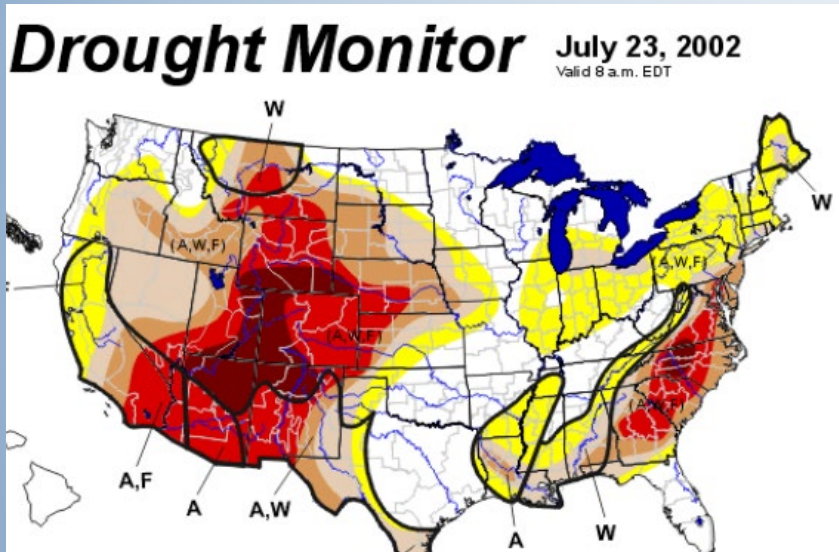 Drought Monitor
July 23, 2002
Valid 8 a.m. EDT
W
W
(A,W,F)
(A,W,F)
(A,W,F)
(A,W,F)
A,F
A
A,W
A
W